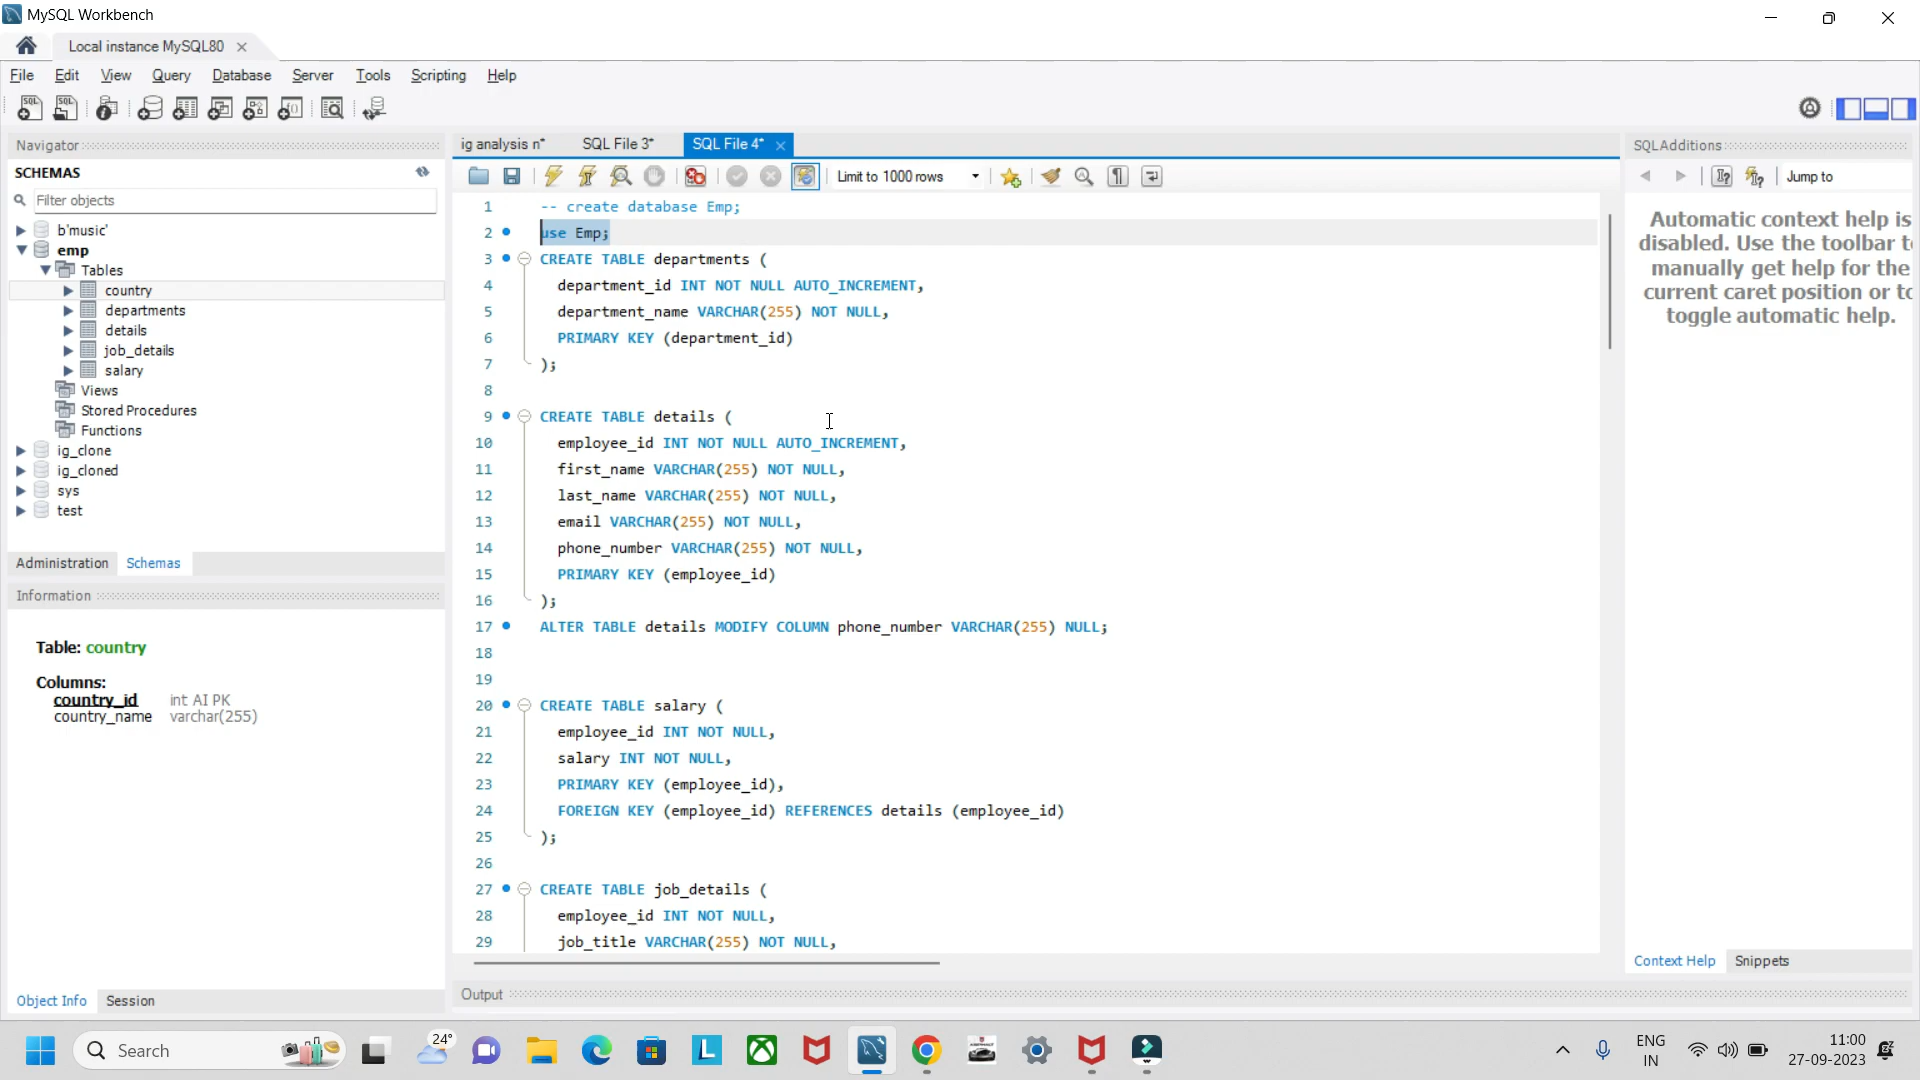 MySQL Workbench
Local instance MySQL80
File Edit View Query Database Server Tools Scripting Help
Navigator
SCHEMAS
Filter objects
b'music'
emp
Tables
country
departments
details
job_details
salary
Views
Stored Procedures
Functions
ig_clone
ig_cloned
sys
test
Administration Schemas
Information
Table: country
Columns:
country_id int AI PK
country_name varchar(255)
Object Info Session
ig analysis n* SQL File 3* SQL File 4*
Limit to 1000 rows
1 -- create database Emp;
2 use Emp;
3 CREATE TABLE departments (
4 department_id INT NOT NULL AUTO_INCREMENT,
5 department_name VARCHAR(255) NOT NULL,
6 PRIMARY KEY (department_id)
7 );
8
9 CREATE TABLE details (
10 employee_id INT NOT NULL AUTO_INCREMENT,
11 first_name VARCHAR(255) NOT NULL,
12 last_name VARCHAR(255) NOT NULL,
13 email VARCHAR(255) NOT NULL,
14 phone_number VARCHAR(255) NOT NULL,
15 PRIMARY KEY (employee_id)
16 );
17 ALTER TABLE details MODIFY COLUMN phone_number VARCHAR(255) NULL;
18
19
20 CREATE TABLE salary (
21 employee_id INT NOT NULL,
22 salary INT NOT NULL,
23 PRIMARY KEY (employee_id),
24 FOREIGN KEY (employee_id) REFERENCES details (employee_id)
25 );
26
27 CREATE TABLE job_details (
28 employee_id INT NOT NULL,
29 job_title VARCHAR(255) NOT NULL,
Output
SQLAdditions
Jump to
Automatic context help is
disabled. Use the toolbar t
manually get help for the
current caret position or to
toggle automatic help.
Context Help Snippets
Search
24°
ENG
IN
11:00
27-09-2023